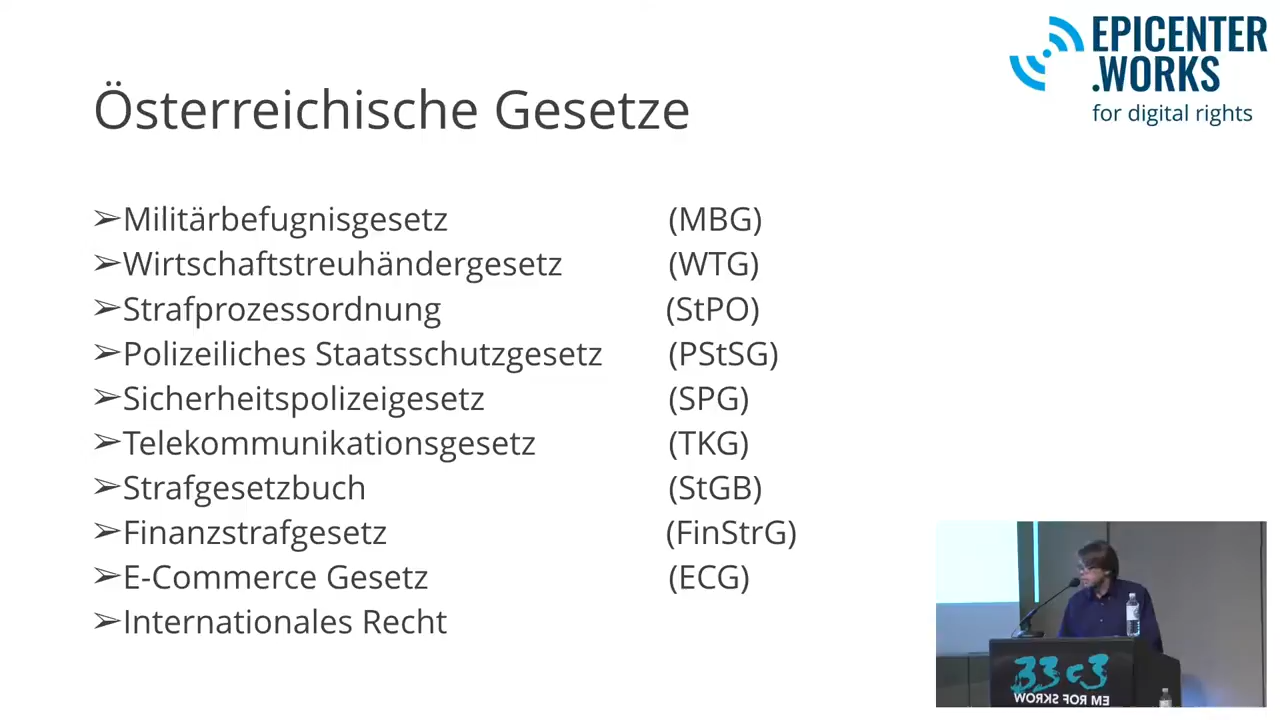 EPICENTER
.WORKS
for digital rights
Österreichische Gesetze
➢Militärbefugnisgesetz (MBG)
➢Wirtschaftstreuhändergesetz (WTG)
➢Strafprozessordnung (StPO)
➢Polizeiliches Staatsschutzgesetz (PStSG)
➢Sicherheitspolizeigesetz (SPG)
➢Telekommunikationsgesetz (TKG)
➢Strafgesetzbuch (StGB)
➢Finanzstrafgesetz (FinStrG)
➢E-Commerce Gesetz (ECG)
➢Internationales Recht
33c3
WORKS FOR ME